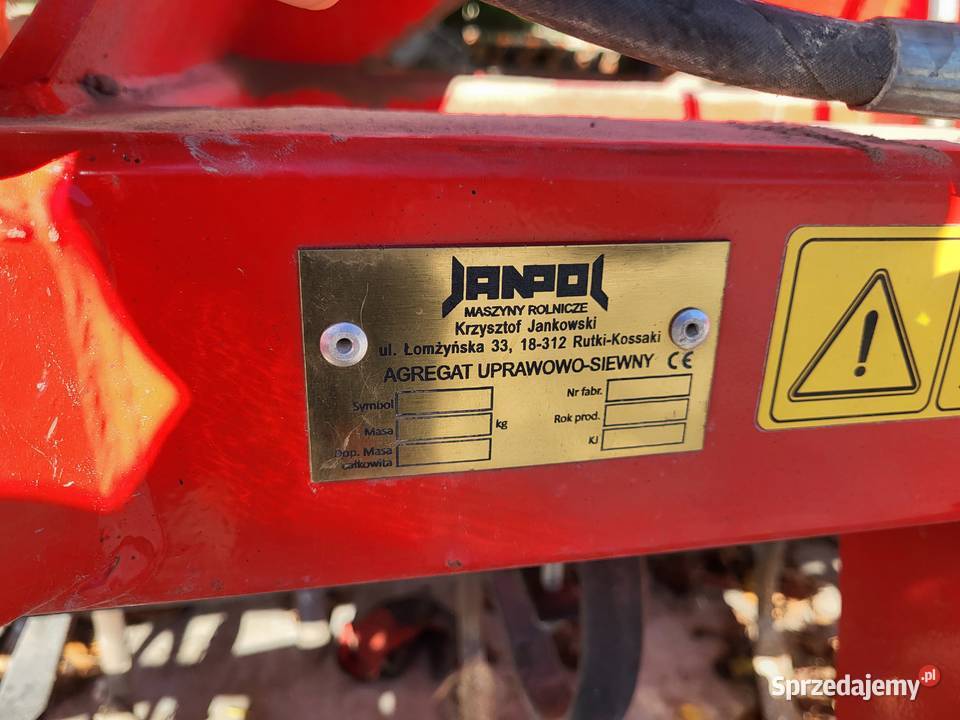 JANPOL
MASZYNY ROLNICZE
Krzysztof Jankowski
ul. Łomżyńska 33, 18-312 Rutki-Kossaki
AGREGAT UPRAWOWO-SIEWNY CE
Symbol
Masa kg
Dop. Masa całkowita
Nr fabr.
Rok prod.
KJ
Sprzedajemy.pl